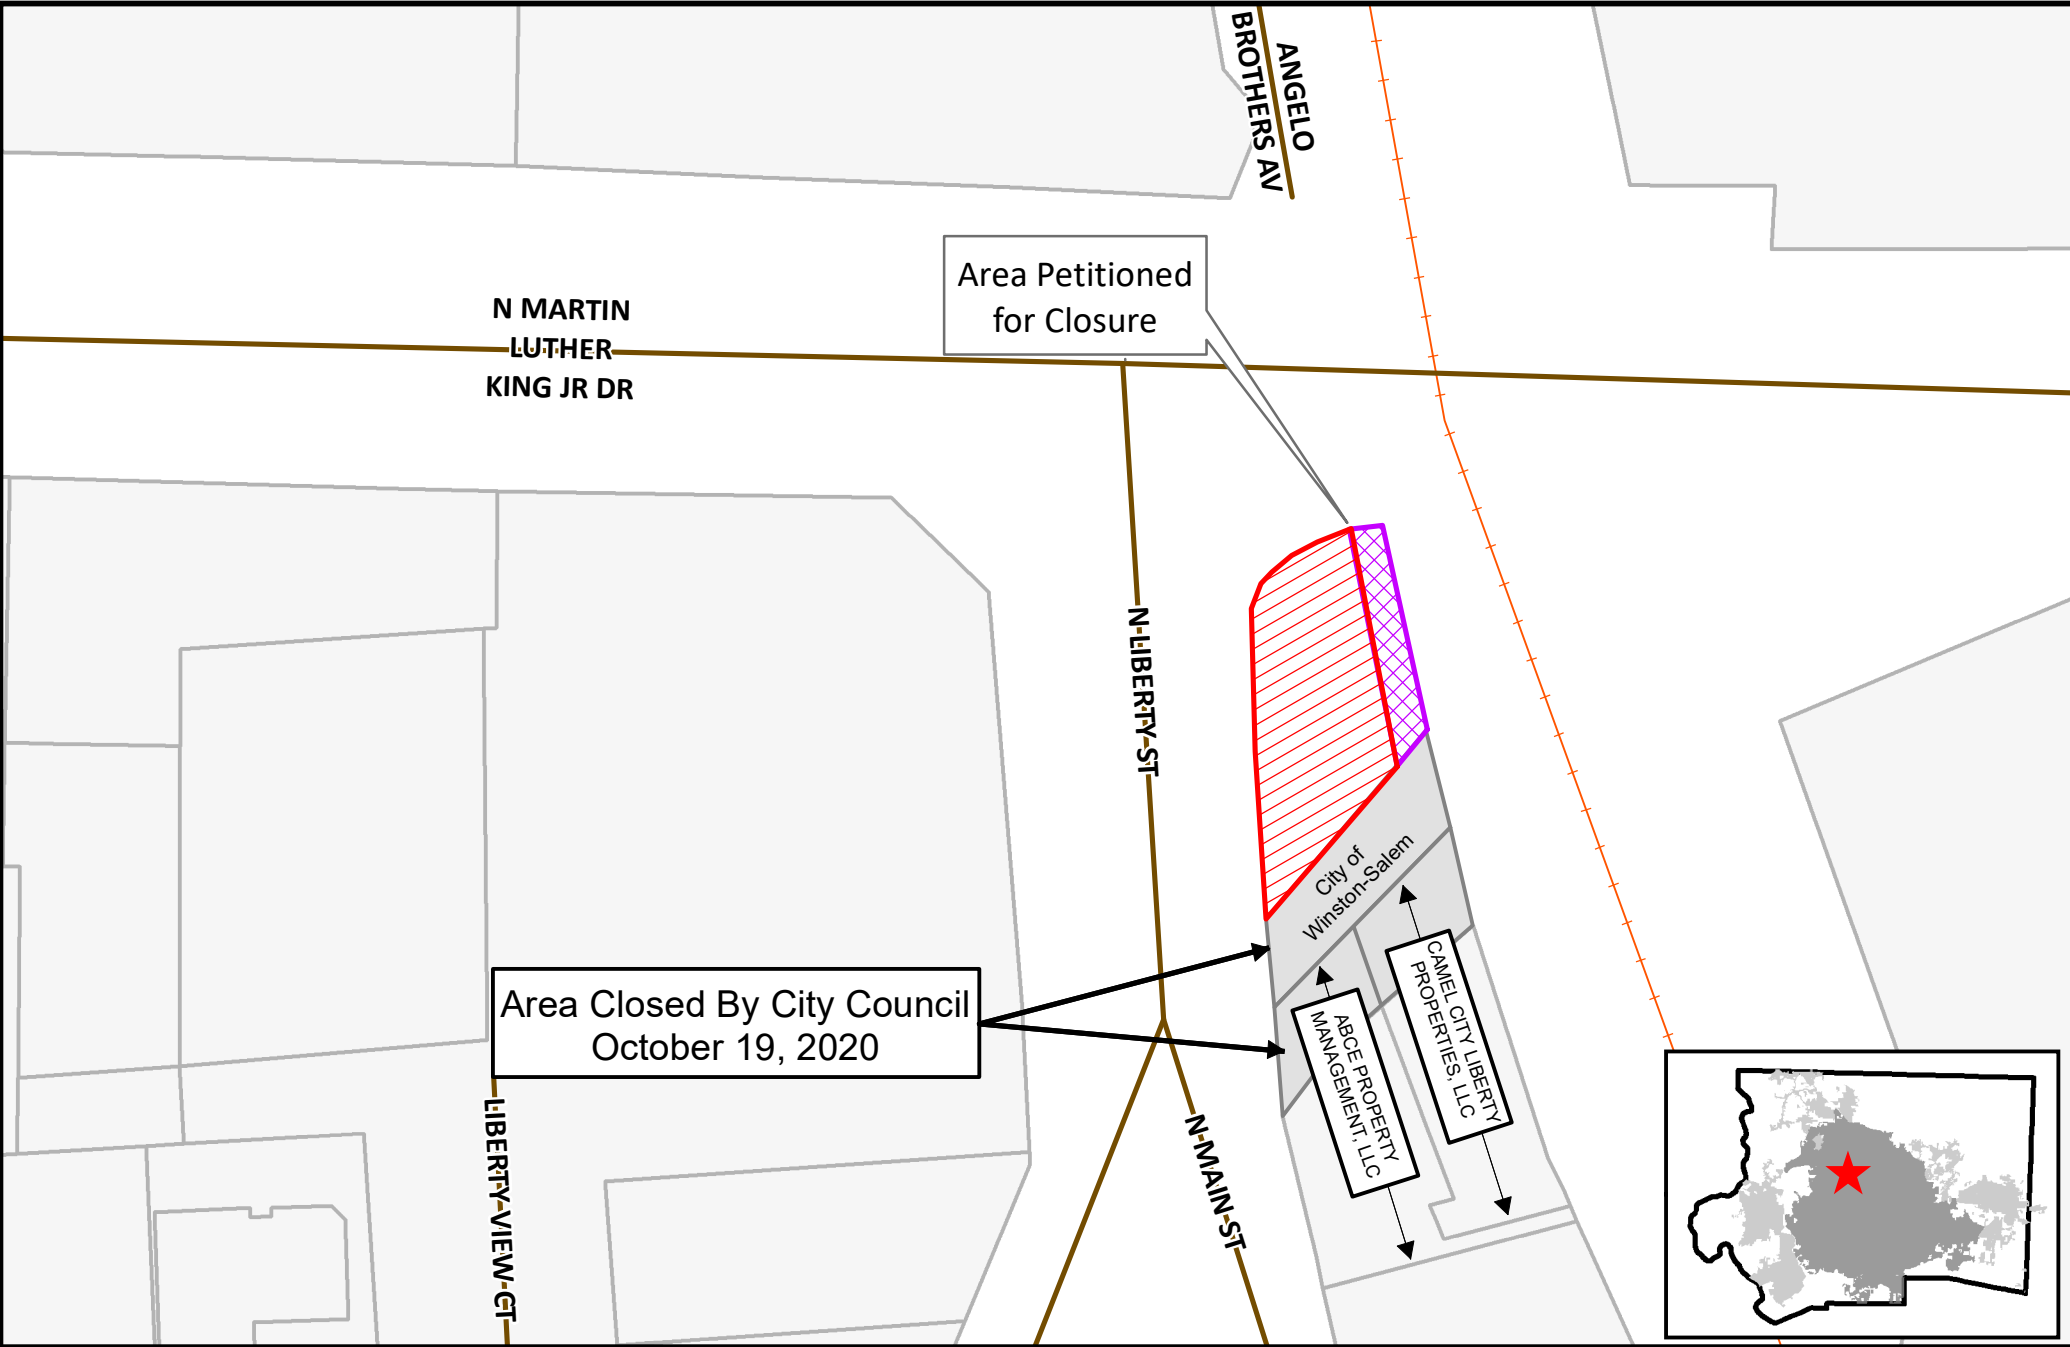 ANGELO
BROTHERS AV
Area Petitioned
for Closure
N MARTIN
LUTHER
KING JR DR
N LIBERTY ST
City of
Winston-Salem
Area Closed By City Council
October 19, 2020
CAMEL CITY LIBERTY
PROPERTIES, LLC
ABCE PROPERTY
MANAGEMENT, LLC
LIBERTY VIEW CT
N MAIN ST